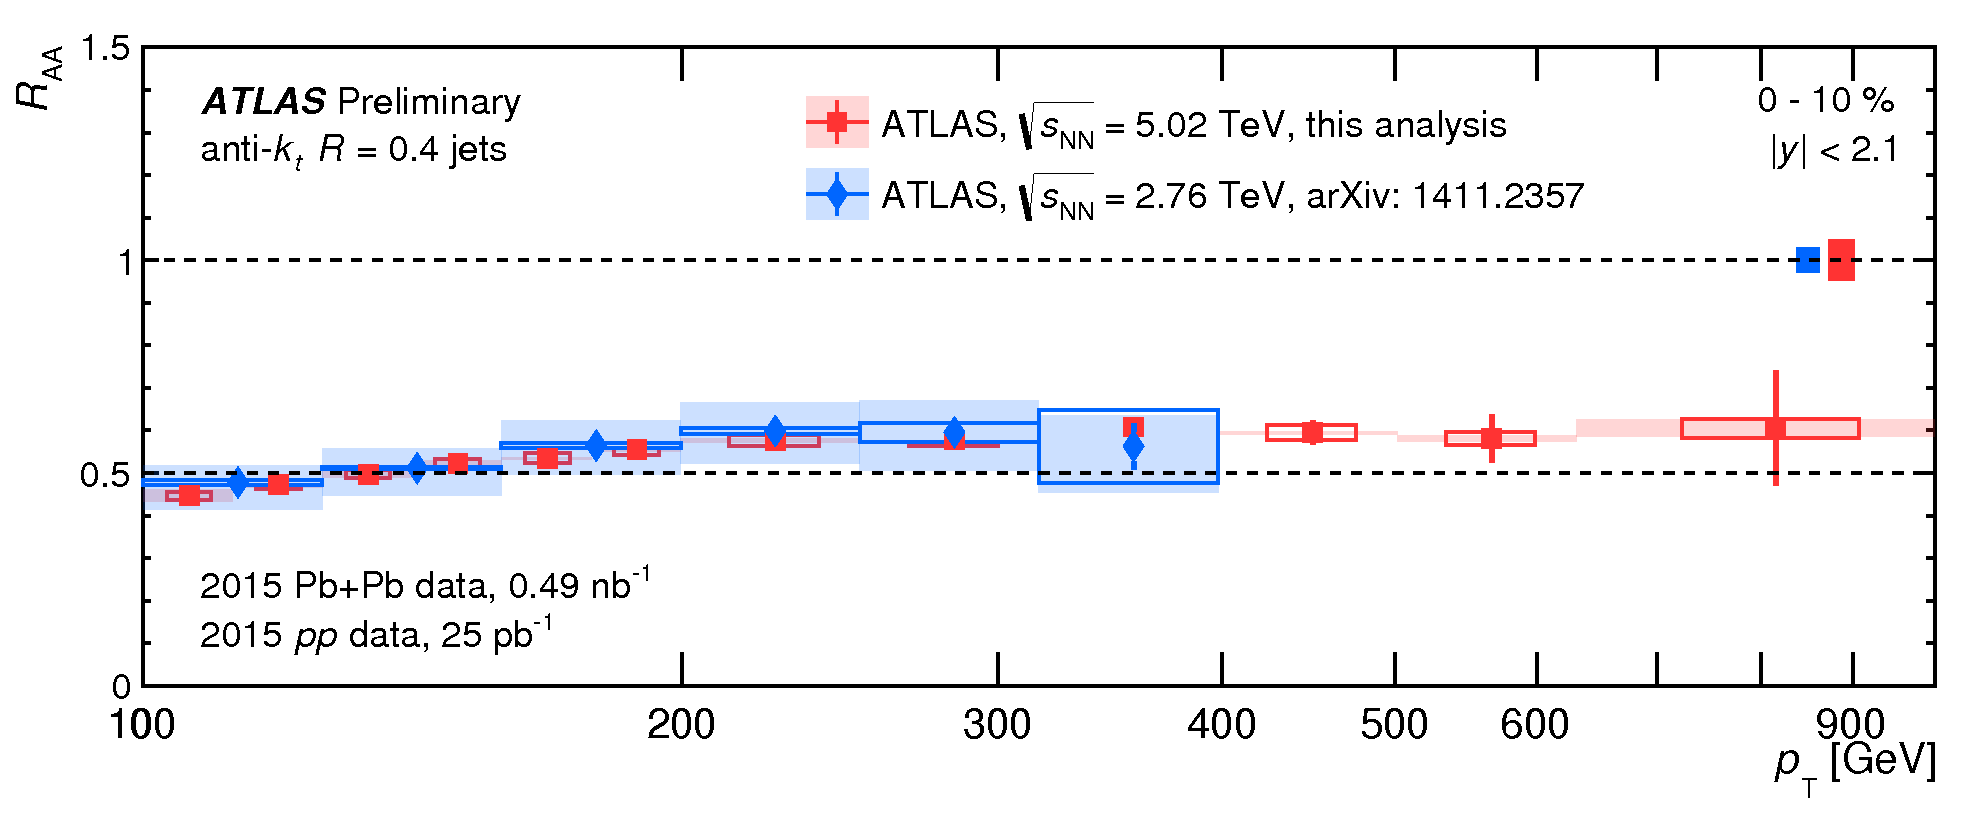 R_AA
1.5
1
0.5
0
ATLAS Preliminary
anti-k_t R = 0.4 jets
ATLAS, √s_NN = 5.02 TeV, this analysis
ATLAS, √s_NN = 2.76 TeV, arXiv: 1411.2357
0 - 10 %
|y| < 2.1
2015 Pb+Pb data, 0.49 nb^-1
2015 pp data, 25 pb^-1
100 200 300 400 500 600 900
p_T [GeV]